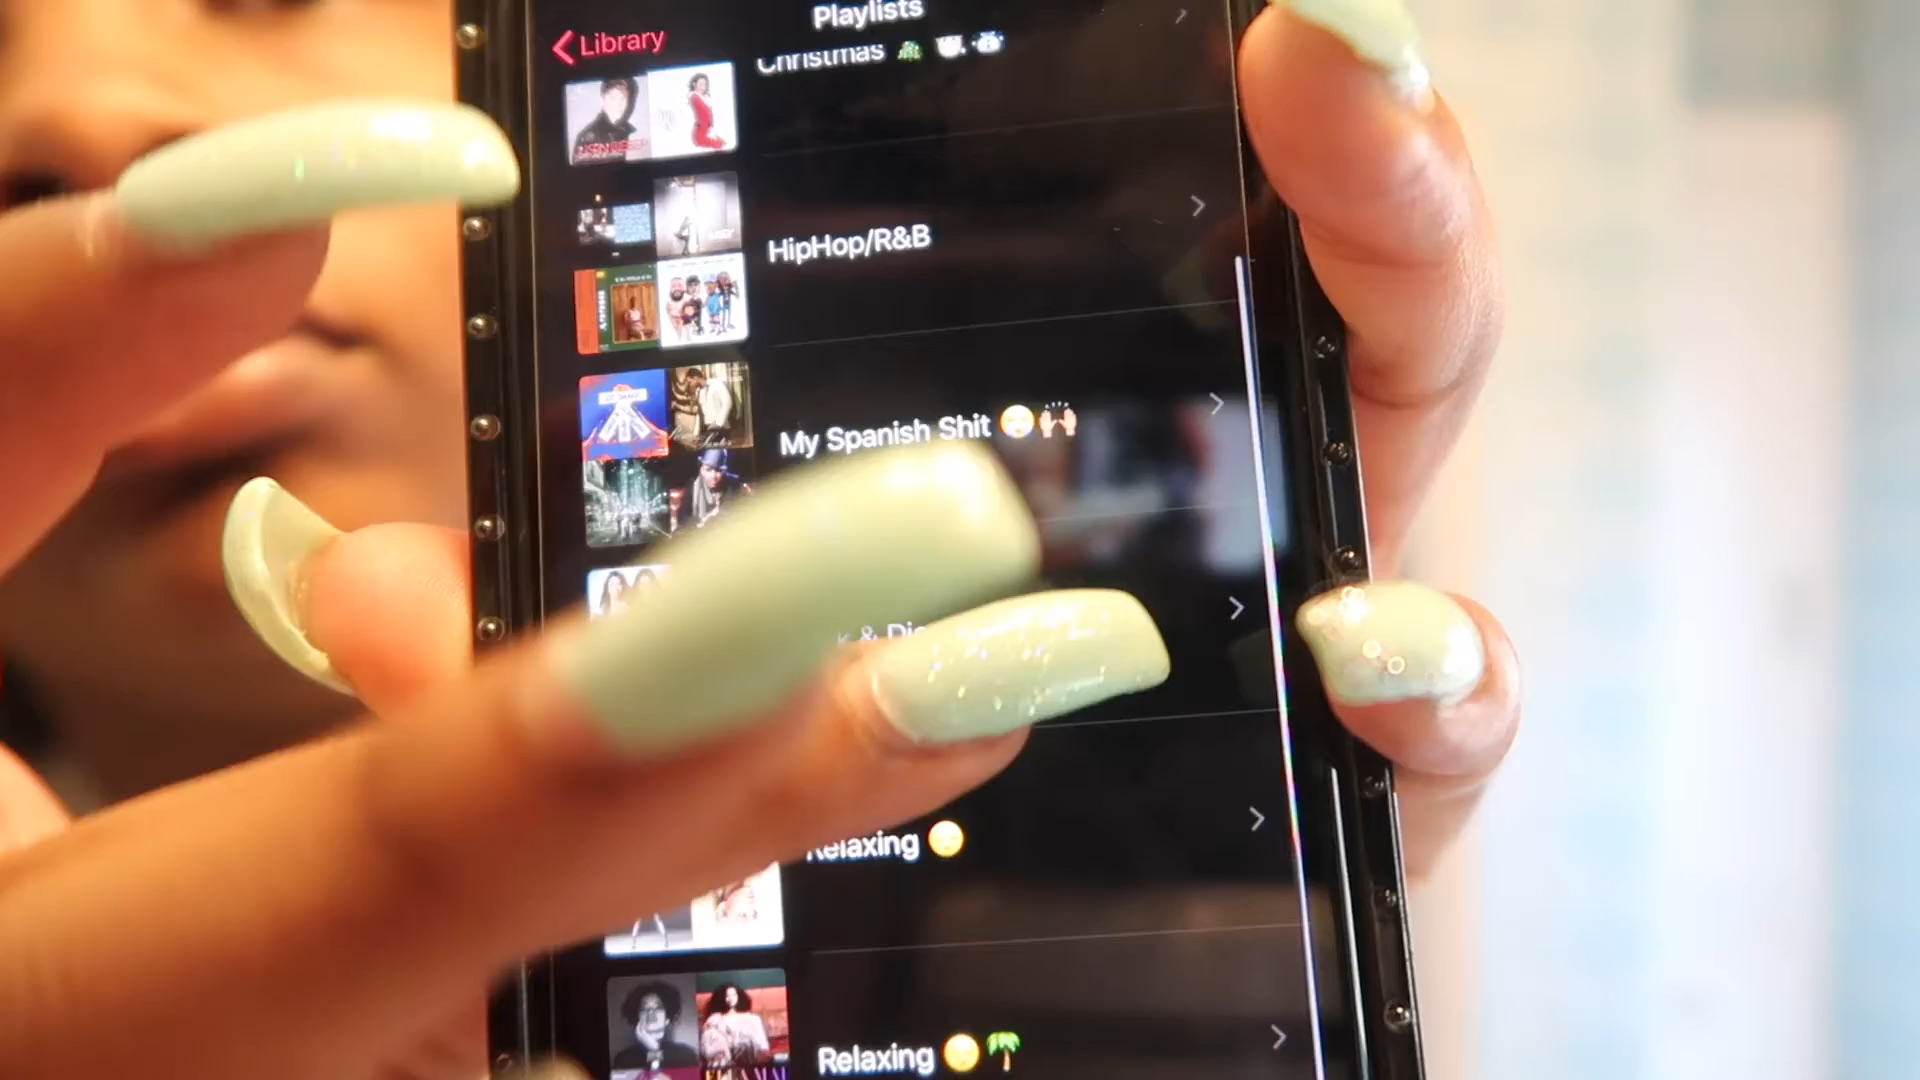 Playlists
Library
Christmas 🎄
HipHop/R&B
My Spanish Shit 🙌🏻
&
Relaxing 😌
Relaxing 😌🌴